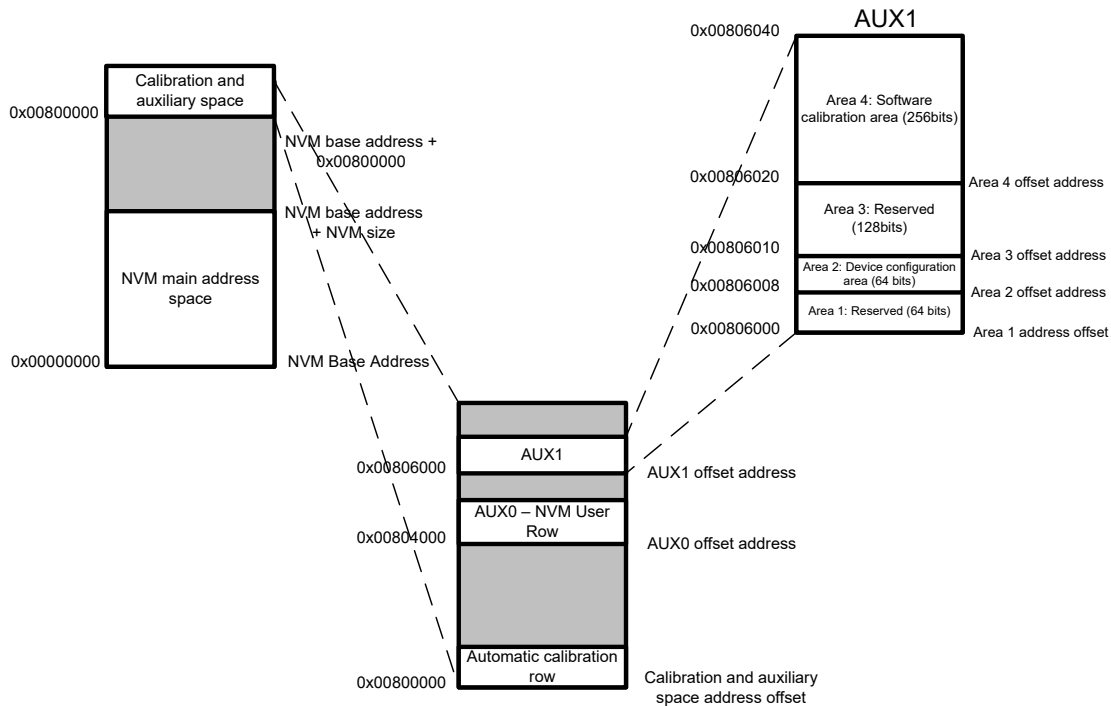 Calibration and
auxiliary space
0x00800000
NVM base address +
0x00800000
NVM base address
+ NVM size
NVM main address
space
0x00000000
NVM Base Address
AUX1
0x00806040
Area 4: Software
calibration area (256bits)
0x00806020
Area 4 offset address
Area 3: Reserved
(128bits)
0x00806010
Area 3 offset address
Area 2: Device configuration
area (64 bits)
0x00806008
Area 2 offset address
Area 1: Reserved (64 bits)
0x00806000
Area 1 address offset
AUX1
0x00806000
AUX1 offset address
AUX0 – NVM User
Row
0x00804000
AUX0 offset address
Automatic calibration
row
0x00800000
Calibration and auxiliary
space address offset